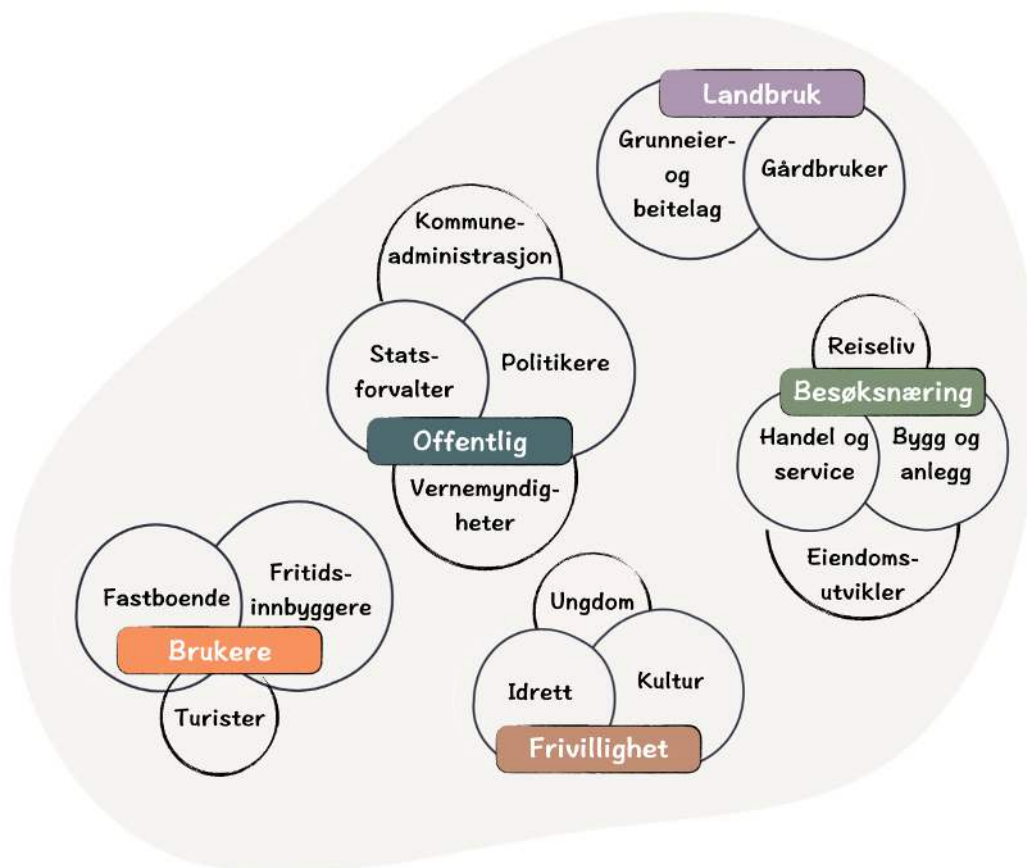 Landbruk
Grunneier-
og
beitelag
Gårdbruker
Kommune-
administrasjon
Stats-
forvalter
Politikere
Offentlig
Vernemyndig-
heter
Reiseliv
Besøksnæring
Handel og
service
Bygg og
anlegg
Eiendoms-
utvikler
Fastboende
Fritids-
innbyggere
Brukere
Turister
Ungdom
Idrett
Kultur
Frivillighet